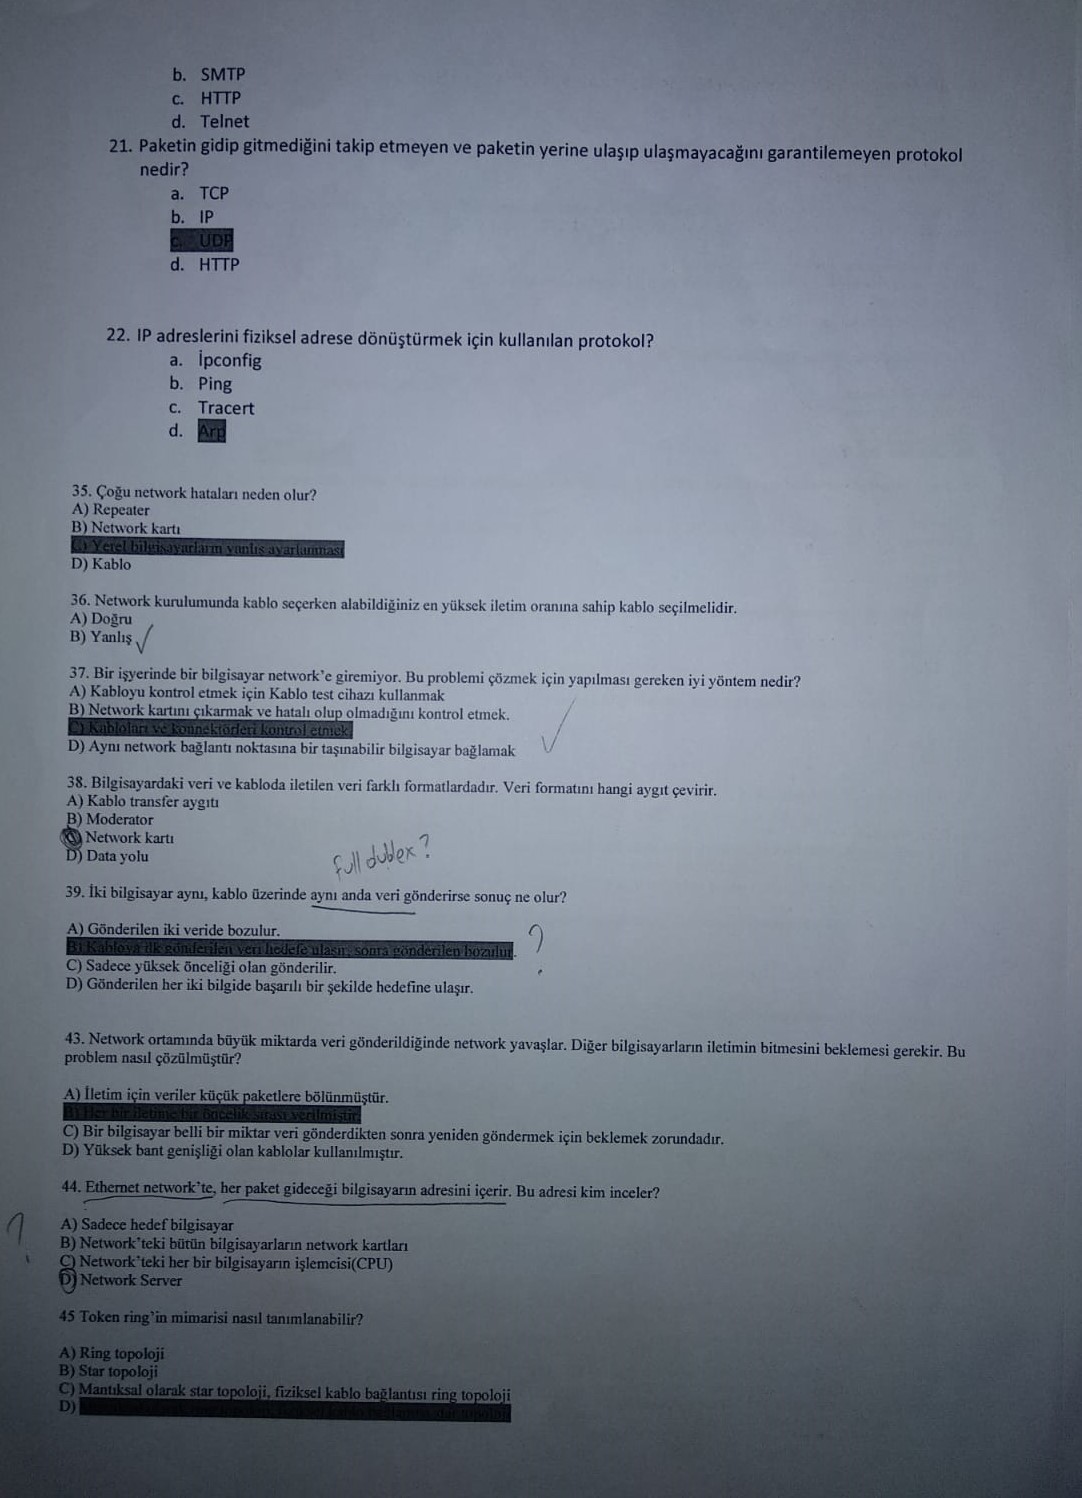 b. SMTP
c. HTTP
d. Telnet
21. Paketin gidip gitmediğini takip etmeyen ve paketin yerine ulaşıp ulaşmayacağını garantilemeyen protokol
nedir?
a. TCP
b. IP
c. UDP
d. HTTP
22. IP adreslerini fiziksel adrese dönüştürmek için kullanılan protokol?
a. İpconfig
b. Ping
c. Tracert
d. Arp
35. Çoğu network hataları neden olur?
A) Repeater
B) Network kartı
C) Yerel bilgisayarların yanlış ayarlanması
D) Kablo
36. Network kurulumunda kablo seçerken alabildiğiniz en yüksek iletim oranına sahip kablo seçilmelidir.
A) Doğru
B) Yanlış
37. Bir işyerinde bir bilgisayar network'e giremiyor. Bu problemi çözmek için yapılması gereken iyi yöntem nedir?
A) Kabloyu kontrol etmek için Kablo test cihazı kullanmak
B) Network kartını çıkarmak ve hatalı olup olmadığını kontrol etmek.
C) Kabloları ve konnektörleri kontrol etmek
D) Aynı network bağlantı noktasına bir taşınabilir bilgisayar bağlamak
38. Bilgisayardaki veri ve kabloda iletilen veri farklı formatlardadır. Veri formatını hangi aygıt çevirir.
A) Kablo transfer aygıtı
B) Moderator
C) Network kartı
D) Data yolu
full dublex?
39. İki bilgisayar aynı, kablo üzerinde aynı anda veri gönderirse sonuç ne olur?
A) Gönderilen iki veride bozulur.
B) Kabloya ilk gönderilen veri hedefe ulaşır, sonra gönderilen bozulur.
?
C) Sadece yüksek önceliği olan gönderilir.
D) Gönderilen her iki bilgide başarılı bir şekilde hedefine ulaşır.
43. Network ortamında büyük miktarda veri gönderildiğinde network yavaşlar. Diğer bilgisayarların iletimin bitmesini beklemesi gerekir. Bu
problem nasıl çözülmüştür?
A) İletim için veriler küçük paketlere bölünmüştür.
B) Her bir iletime bir öncelik sırası verilmiştir.
C) Bir bilgisayar belli bir miktar veri gönderdikten sonra yeniden göndermek için beklemek zorundadır.
D) Yüksek bant genişliği olan kablolar kullanılmıştır.
44. Ethernet network'te, her paket gideceği bilgisayarın adresini içerir. Bu adresi kim inceler?
?
A) Sadece hedef bilgisayar
B) Network'teki bütün bilgisayarların network kartları
C) Network'teki her bir bilgisayarın işlemcisi(CPU)
D) Network Server
45 Token ring'in mimarisi nasıl tanımlanabilir?
A) Ring topoloji
B) Star topoloji
C) Mantıksal olarak star topoloji, fiziksel kablo bağlantısı ring topoloji
D)